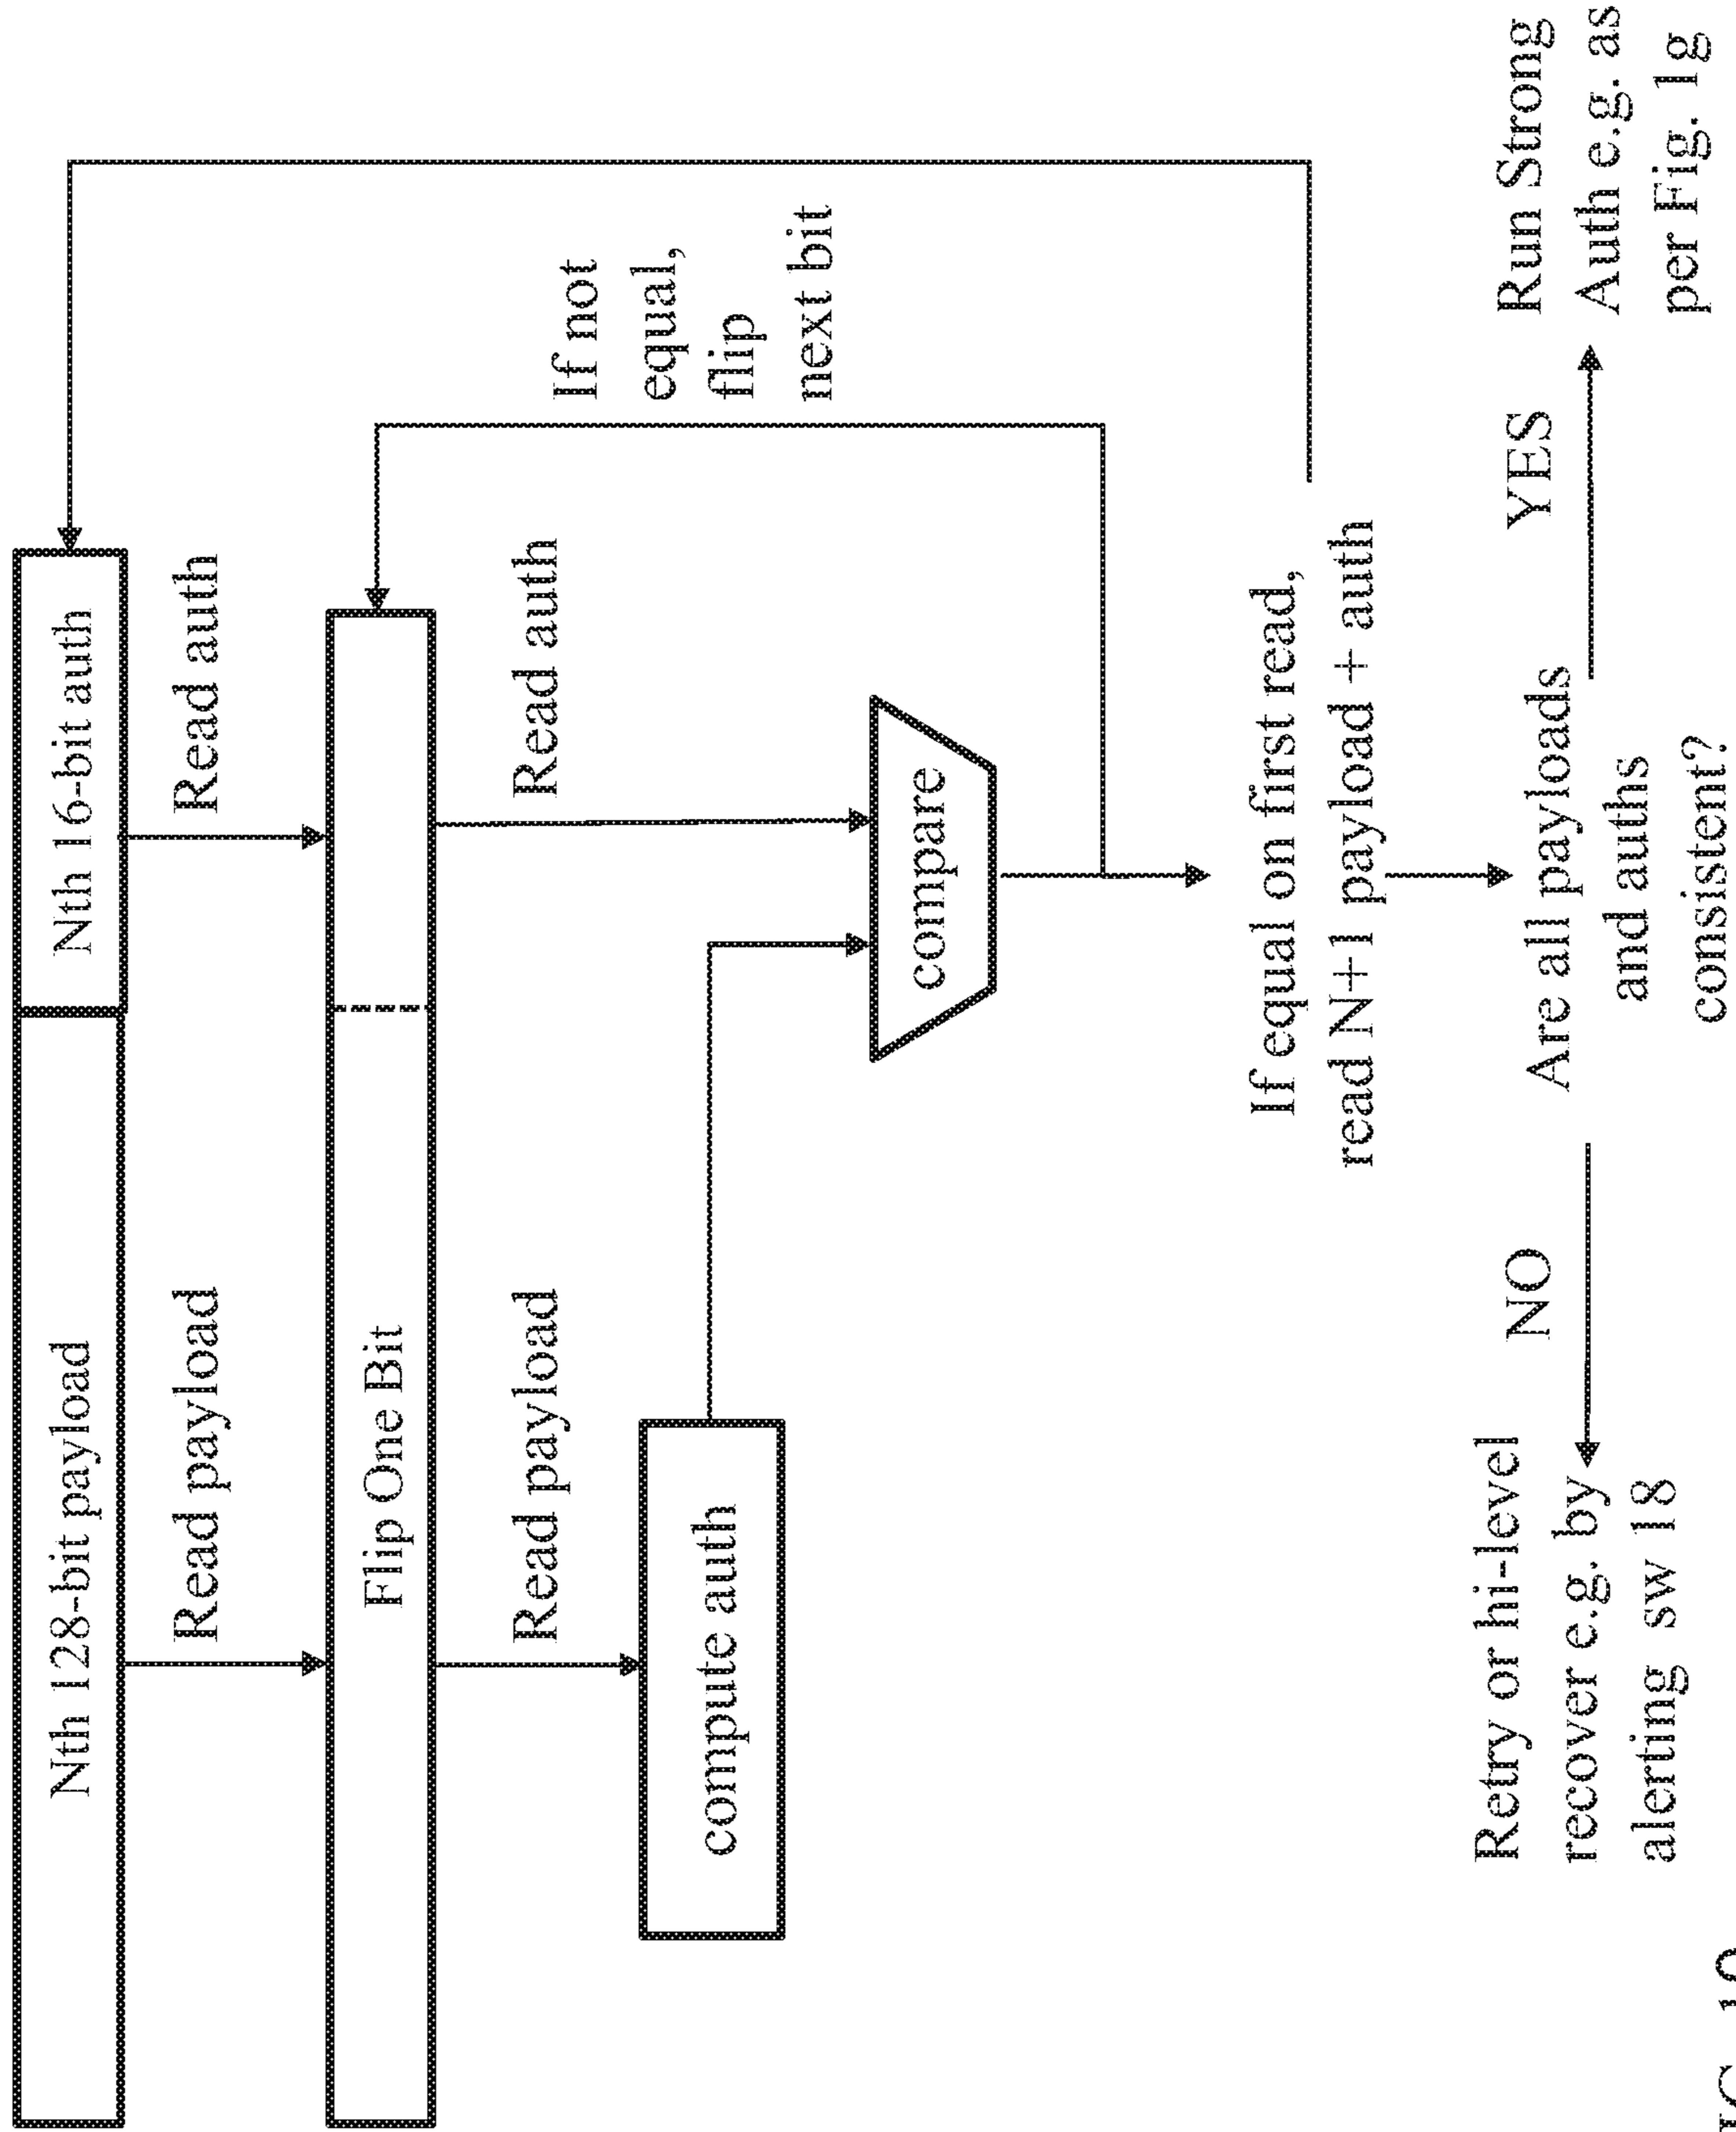 Nth 128-bit payload
Nth 16-bit auth
Read payload
Read auth
Flip One Bit
Read payload
Read auth
If not
equal,
flip
next bit
compute auth
compare
If equal on first read,
read N+1 payload + auth
Are all payloads
and auths
consistent?
NO
YES
Retry or hi-level
recover e.g. by
alerting sw 18
Run Strong
Auth e.g. as
per Fig. 1g